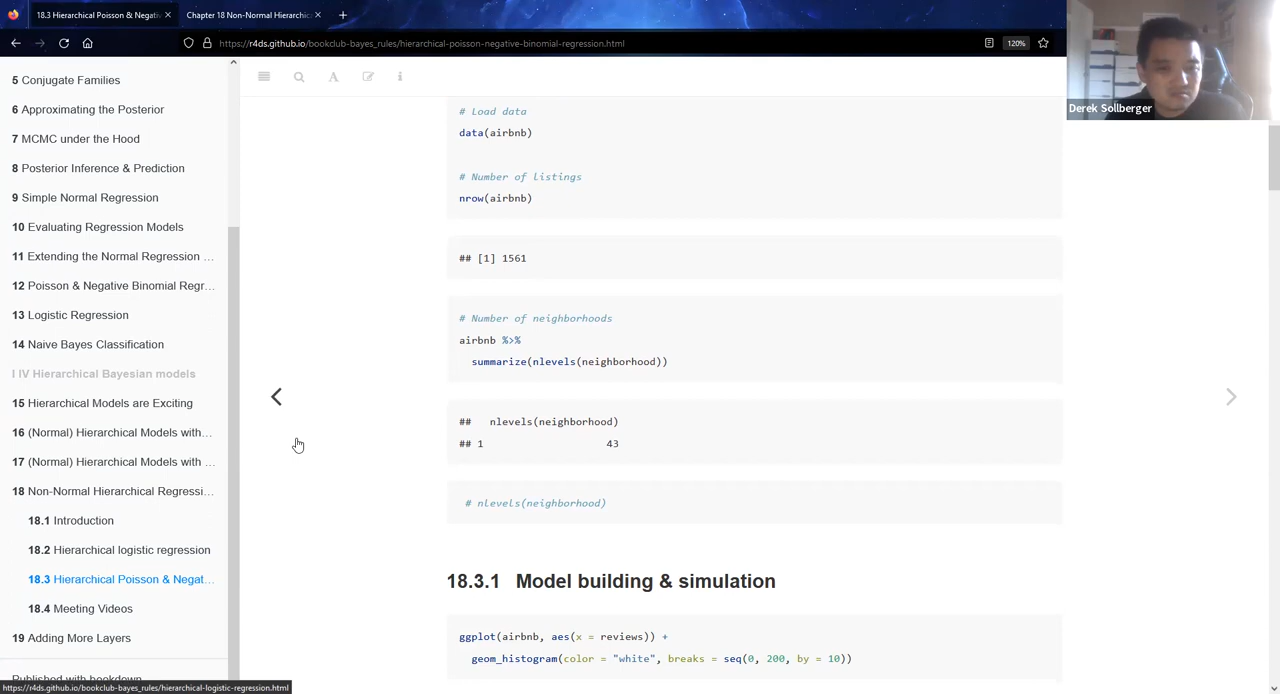 18.3 Hierarchical Poisson & Negativ
Chapter 18 Non-Normal Hierarchic
https://r4ds.github.io/bookclub-bayes_rules/hierarchical-poisson-negative-binomial-regression.html
120%
Derek Sollberger
5 Conjugate Families
6 Approximating the Posterior
7 MCMC under the Hood
8 Posterior Inference & Prediction
9 Simple Normal Regression
10 Evaluating Regression Models
11 Extending the Normal Regression ...
12 Poisson & Negative Binomial Regr...
13 Logistic Regression
14 Naive Bayes Classification
I IV Hierarchical Bayesian models
15 Hierarchical Models are Exciting
16 (Normal) Hierarchical Models with...
17 (Normal) Hierarchical Models with ...
18 Non-Normal Hierarchical Regressi...
18.1 Introduction
18.2 Hierarchical logistic regression
18.3 Hierarchical Poisson & Negat...
18.4 Meeting Videos
19 Adding More Layers
Published with bookdown
https://r4ds.github.io/bookclub-bayes_rules/hierarchical-logistic-regression.html
# Load data
data(airbnb)
# Number of listings
nrow(airbnb)
## [1] 1561
# Number of neighborhoods
airbnb %>%
summarize(nlevels(neighborhood))
## nlevels(neighborhood)
## 1 43
# nlevels(neighborhood)
18.3.1 Model building & simulation
ggplot(airbnb, aes(x = reviews)) +
geom_histogram(color = "white", breaks = seq(0, 200, by = 10))